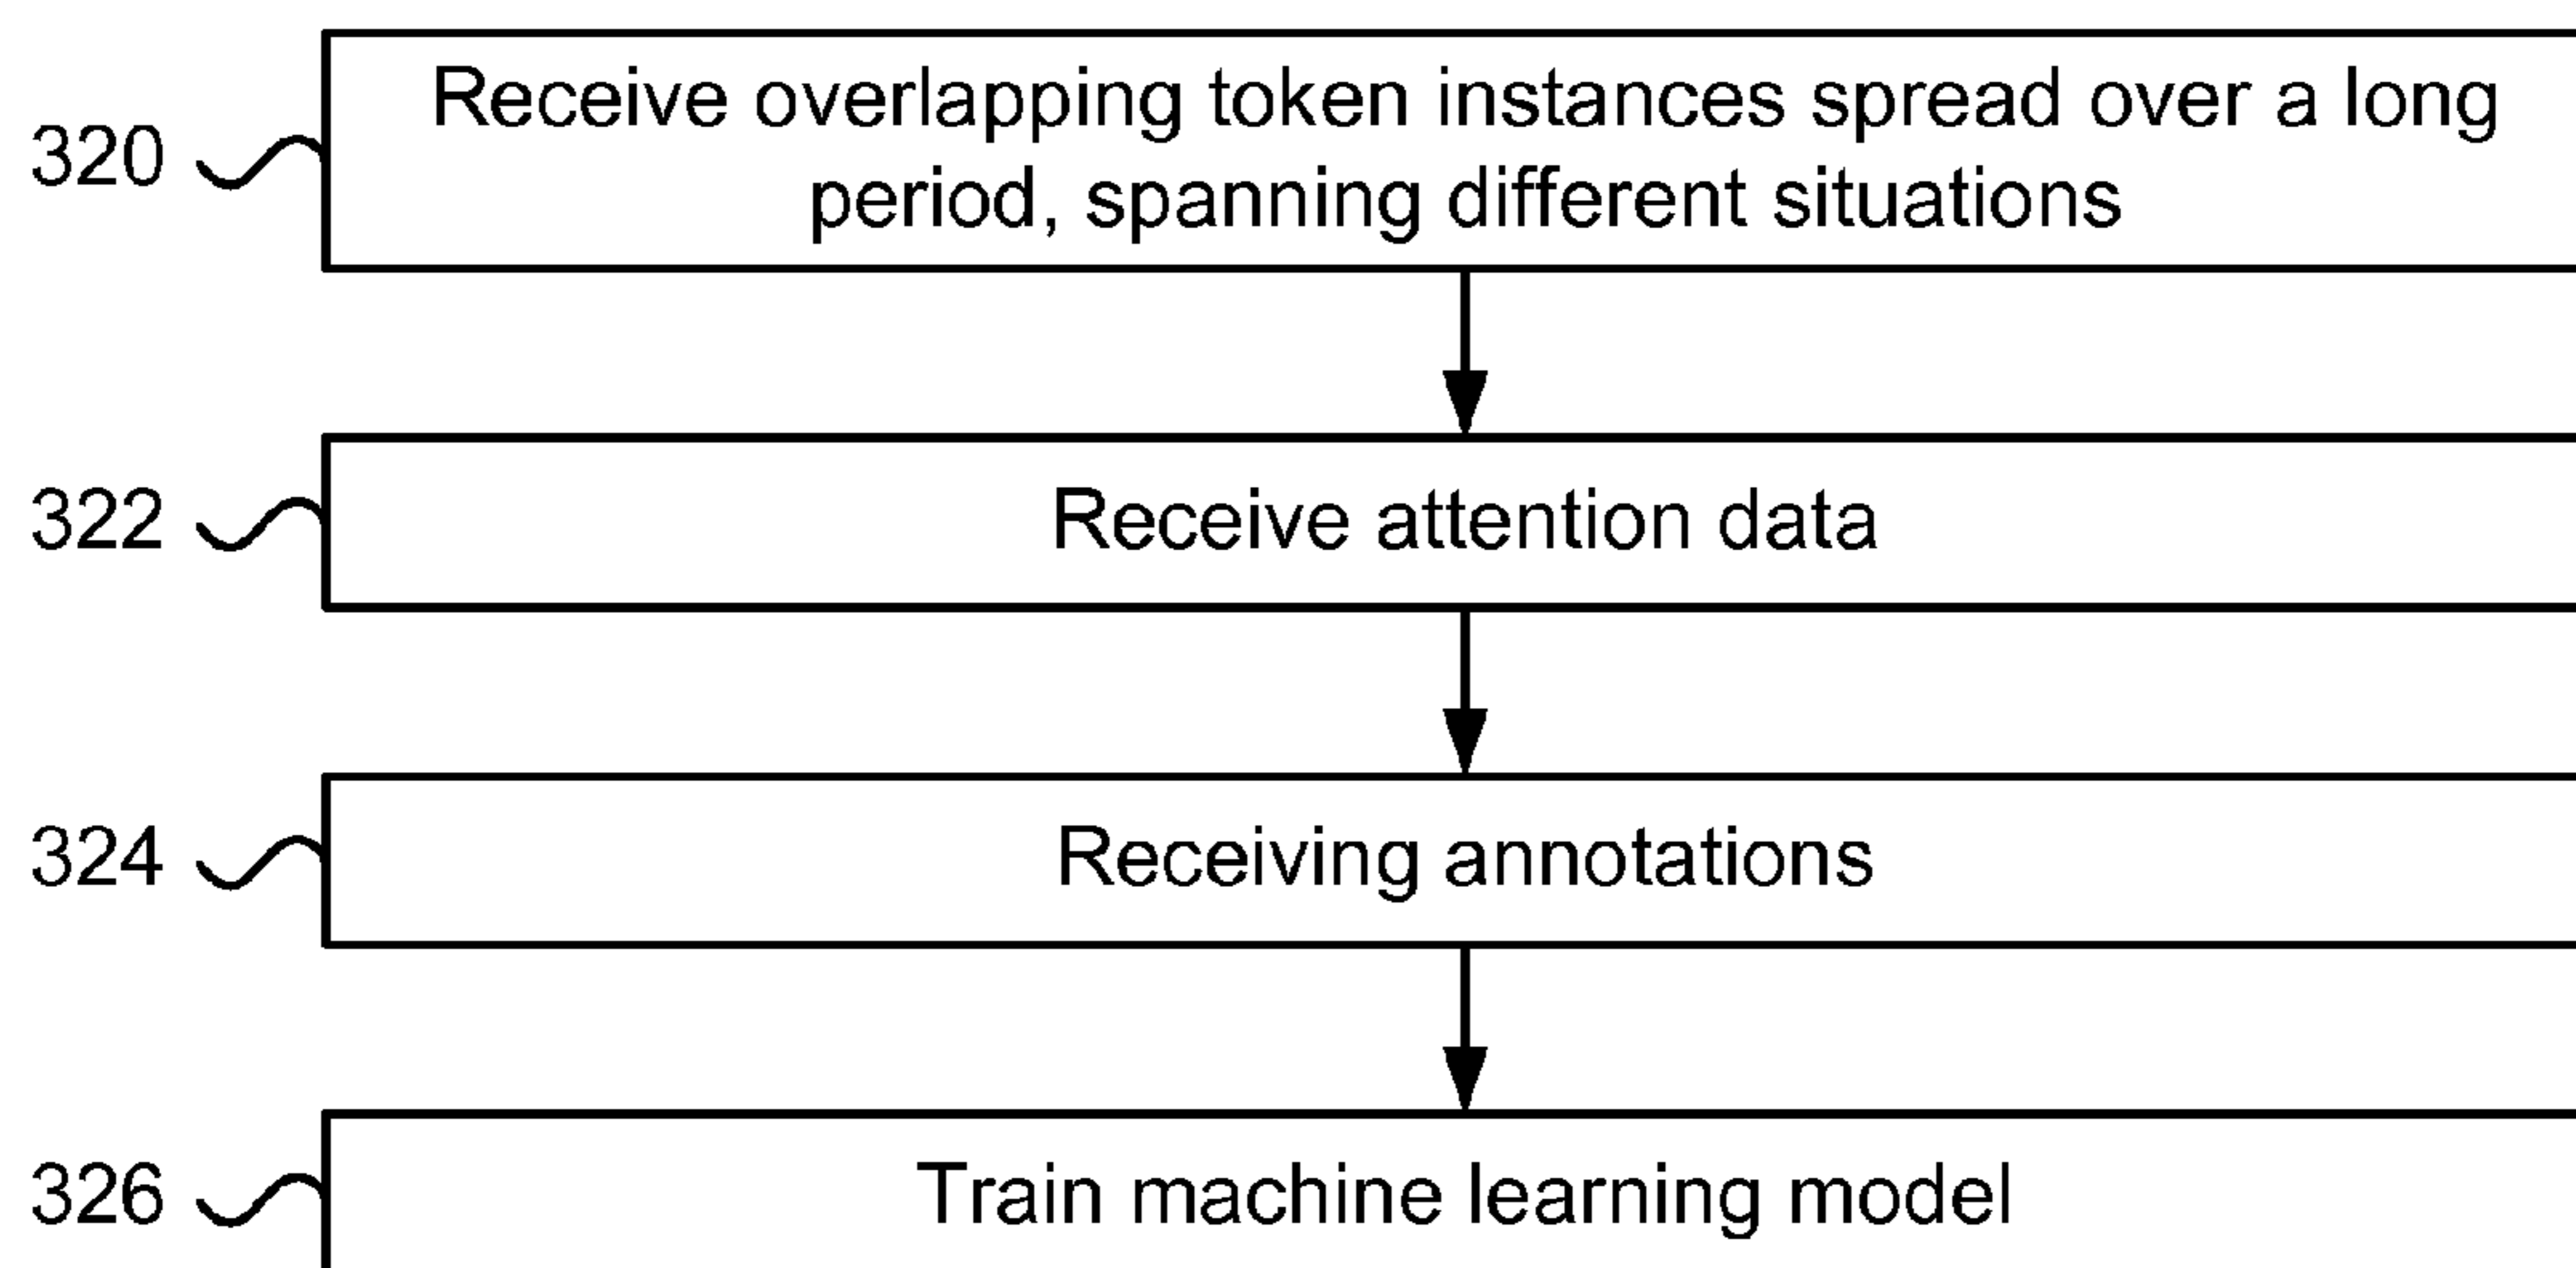 320
Receive overlapping token instances spread over a long
period, spanning different situations
322
Receive attention data
324
Receiving annotations
326
Train machine learning model